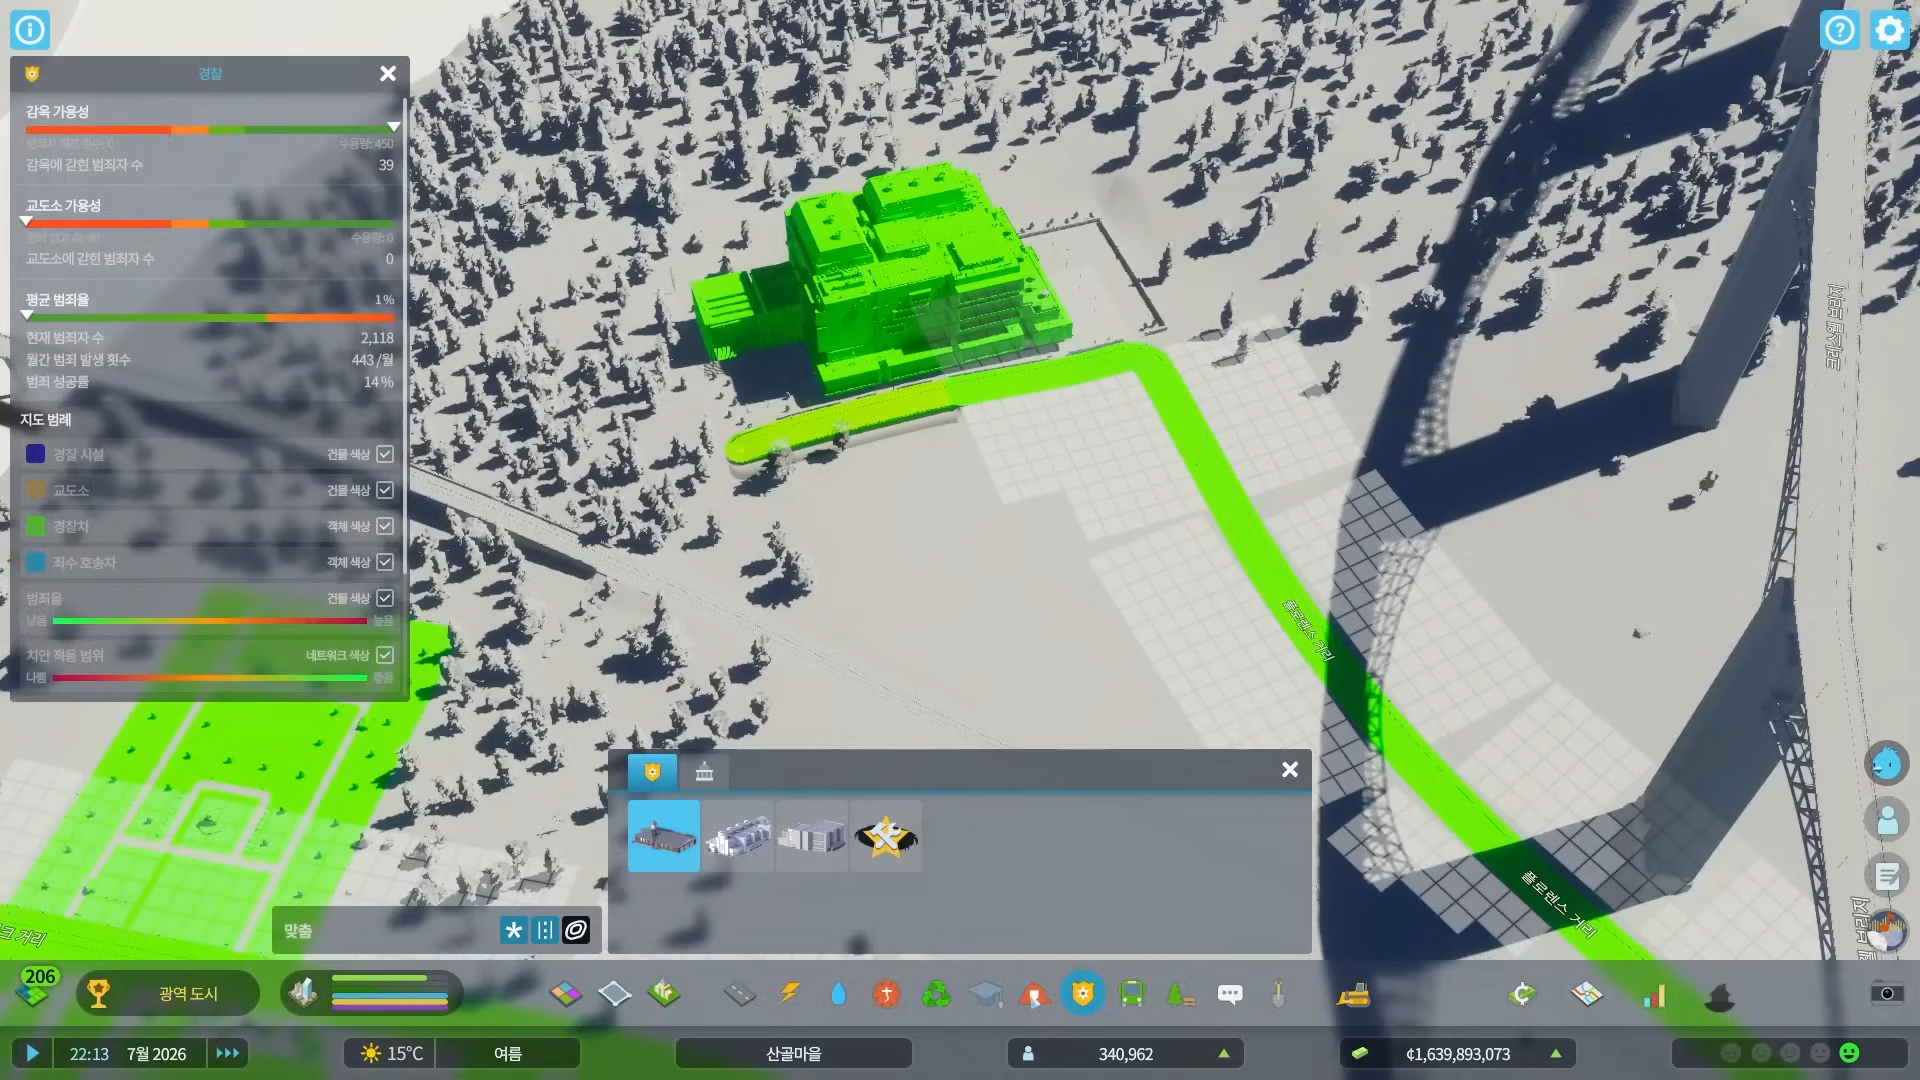 경찰
감옥 가용성
수용량: 450
감옥에 갇힌 범죄자 수 39
교도소 가용성
수용량: 0
교도소에 갇힌 범죄자 수 0
평균 범죄율 1%
현재 범죄자 수 2,118
월간 범죄 발생 횟수 443 /월
범죄 성공률 14%
지도 범례
경찰 시설 건물 색상
교도소 건물 색상
경찰차 객체 색상
죄수 호송차 객체 색상
범죄율 건물 색상
낮음 높음
치안 적용 범위 네트워크 색상
나쁨 좋음
플로렌스 거리
플로렌스 거리
크 거리
맞춤
206
광역 도시
22:13 7월 2026
15°C 여름
산골마을
340,962
¢1,639,893,073